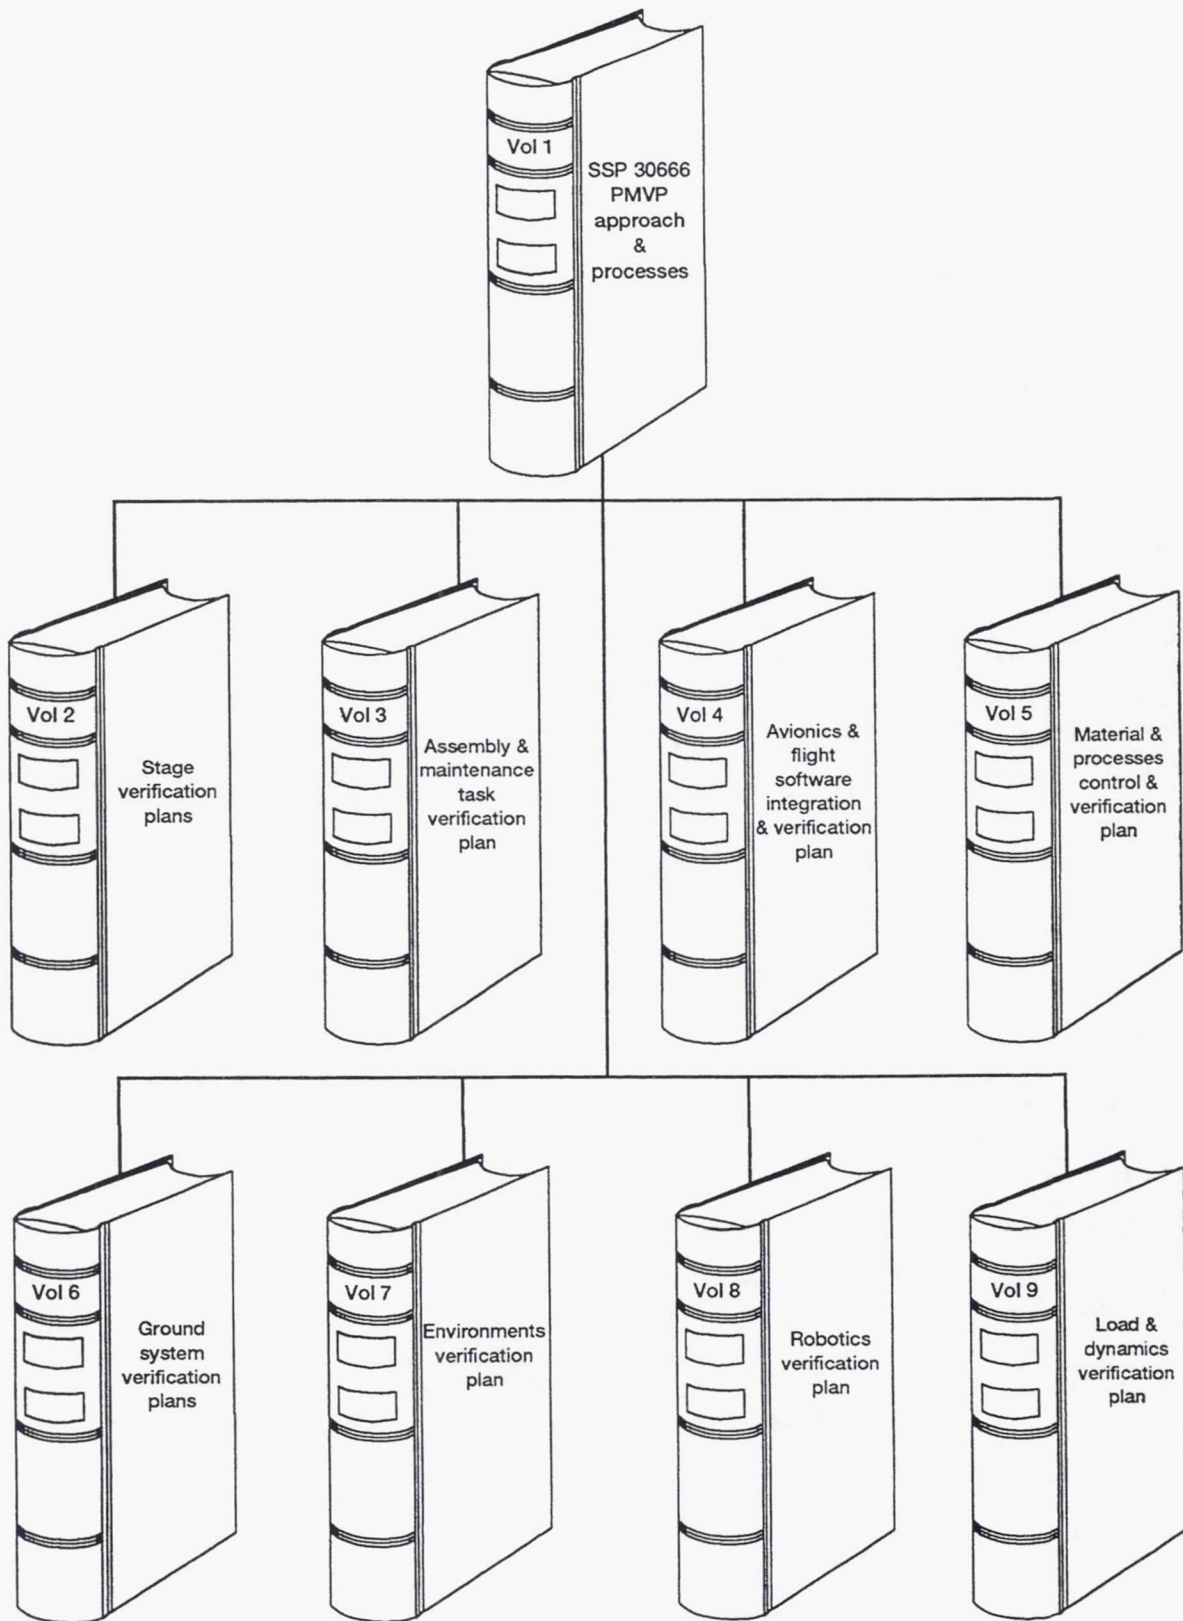 Vol 1
SSP 30666
PMVP
approach
&
processes
Vol 2
Stage
verification
plans
Vol 3
Assembly &
maintenance
task
verification
plan
Vol 4
Avionics &
flight
software
integration
& verification
plan
Vol 5
Material &
processes
control &
verification
plan
Vol 6
Ground
system
verification
plans
Vol 7
Environments
verification
plan
Vol 8
Robotics
verification
plan
Vol 9
Load &
dynamics
verification
plan